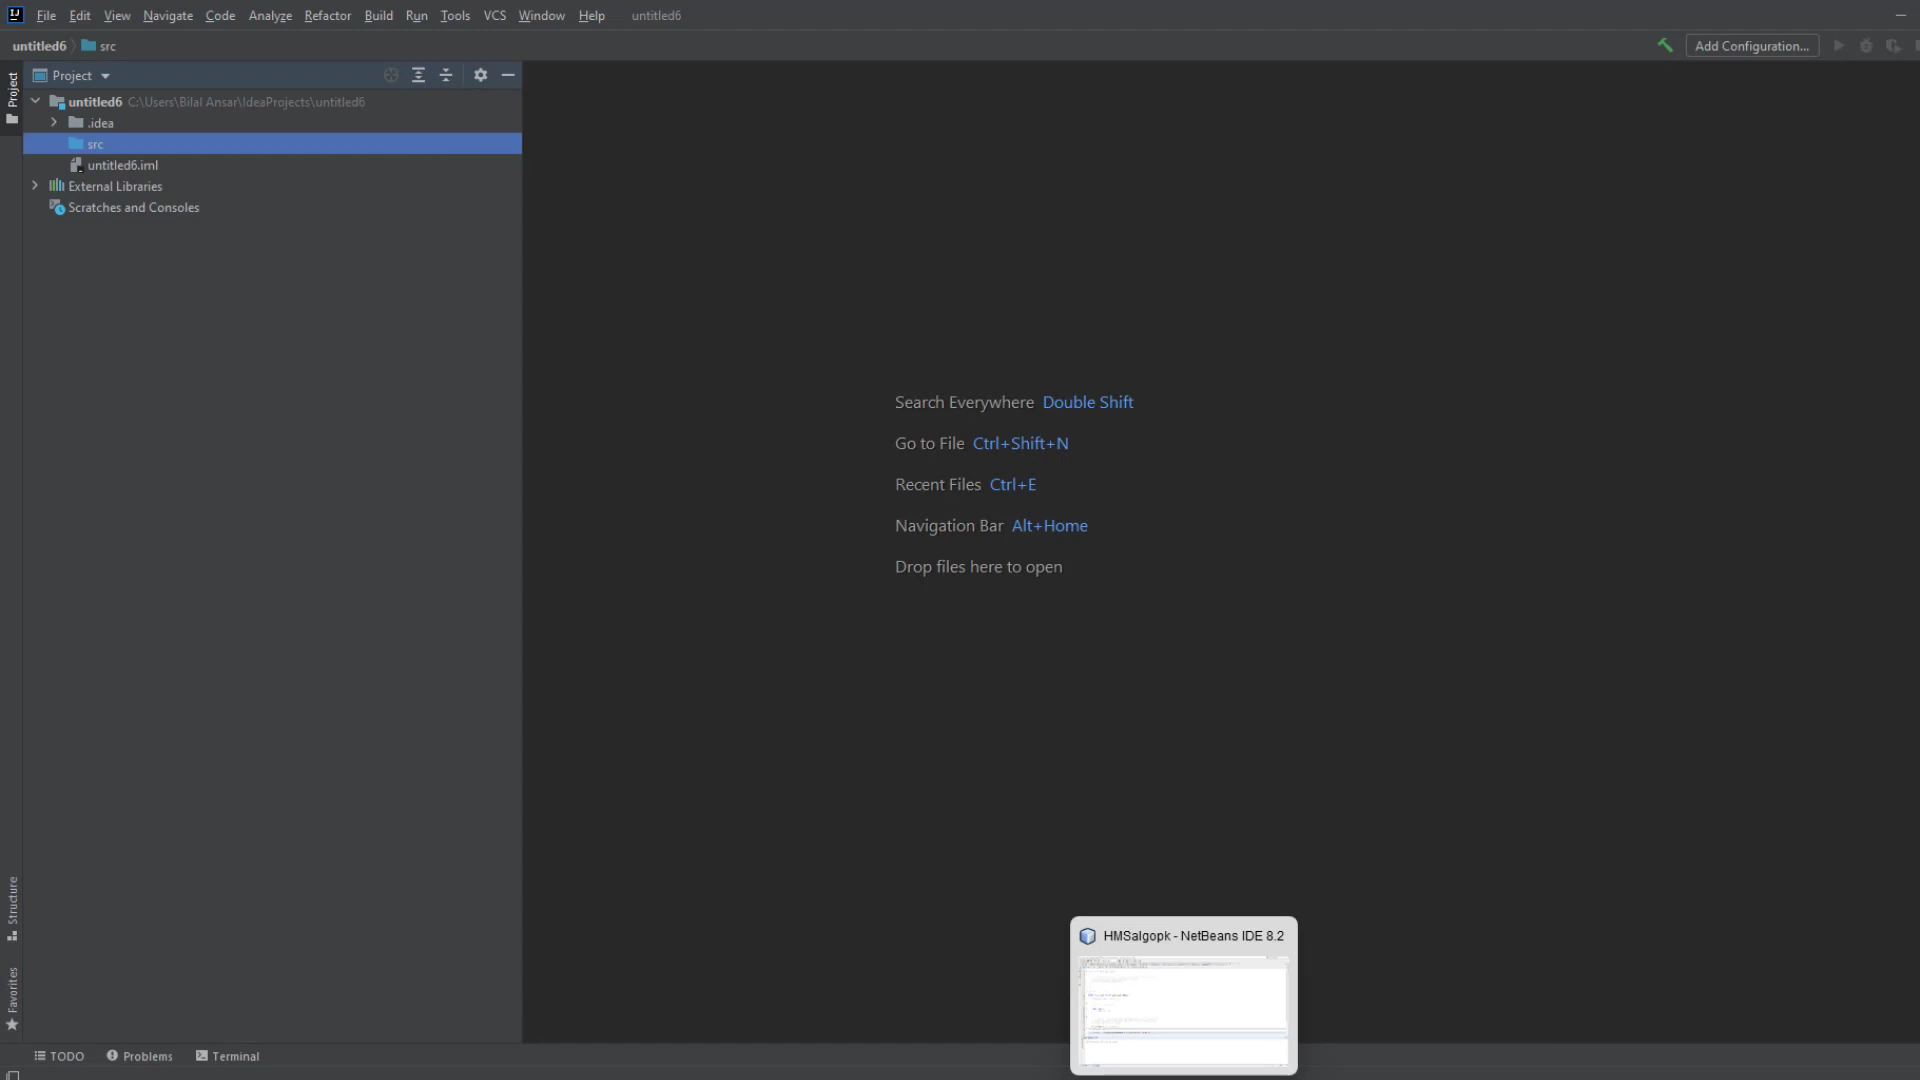 File Edit View Navigate Code Analyze Refactor Build Run Tools VCS Window Help untitled6
untitled6 src
Add Configuration...
Project
Project
untitled6 C:\Users\Bilal Ansar\IdeaProjects\untitled6
.idea
src
untitled6.iml
External Libraries
Scratches and Consoles
Search Everywhere Double Shift
Go to File Ctrl+Shift+N
Recent Files Ctrl+E
Navigation Bar Alt+Home
Drop files here to open
Structure
Favorites
HMSalgopk - NetBeans IDE 8.2
TODO Problems Terminal